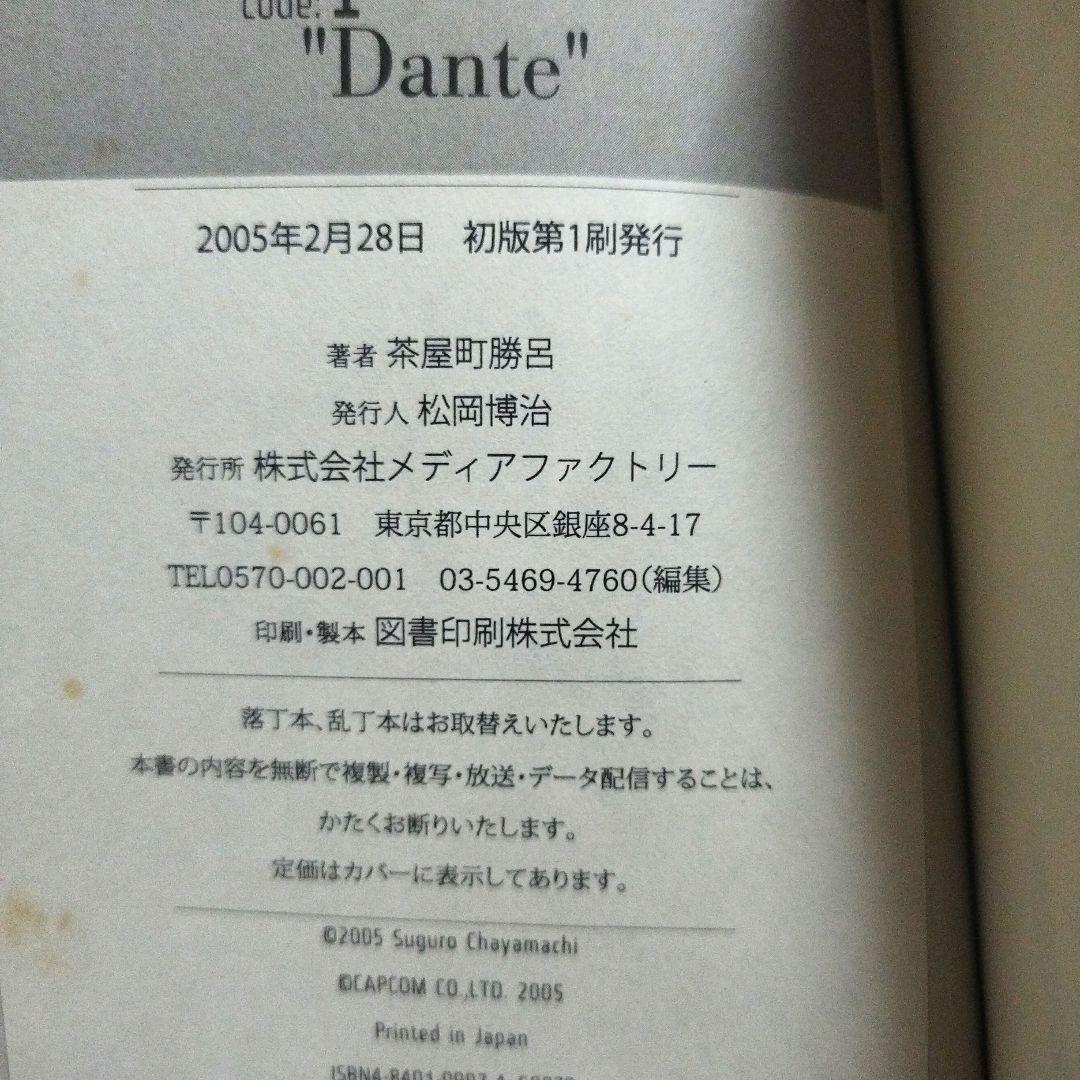 code: 1
"Dante"
2005年2月28日 初版第1刷発行
著者 茶屋町勝呂
発行人 松岡博治
発行所 株式会社メディアファクトリー
〒104-0061 東京都中央区銀座8-4-17
TEL0570-002-001 03-5469-4760(編集)
印刷・製本 図書印刷株式会社
落丁本、乱丁本はお取替えいたします。
本書の内容を無断で複製・複写・放送・データ配信することは、
かたくお断りいたします。
定価はカバーに表示してあります。
©2005 Suguro Chayamachi
©CAPCOM CO.,LTD. 2005
Printed in Japan